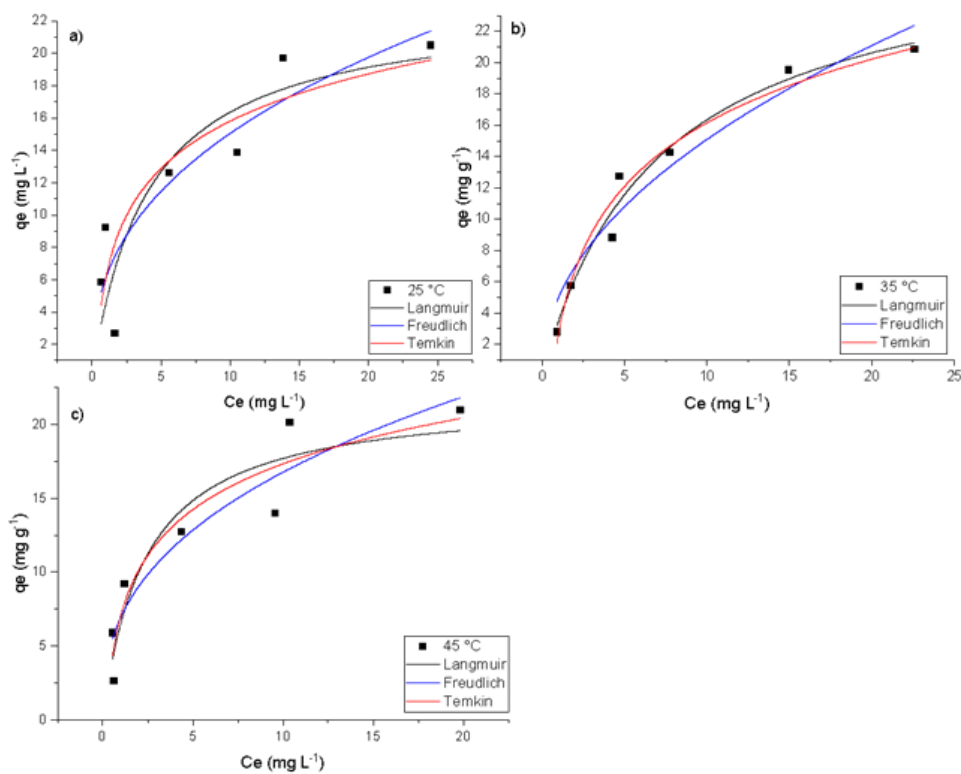 a)
22
20
18
16
14
12
10
8
6
4
2
qe (mg L⁻¹)
0
5
10
15
20
25
Ce (mg L⁻¹)
25 °C
Langmuir
Freudlich
Temkin
b)
22
20
18
16
14
12
10
8
6
4
2
qe (mg g⁻¹)
0
5
10
15
20
25
Ce (mg L⁻¹)
35 °C
Langmuir
Freudlich
Temkin
c)
20
15
10
5
0
qe (mg g⁻¹)
0
5
10
15
20
Ce (mg L⁻¹)
45 °C
Langmuir
Freudlich
Temkin